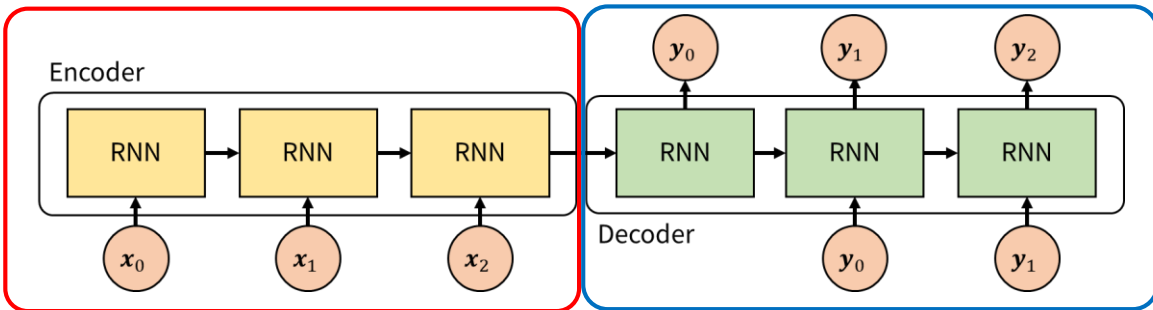 y₀ y₁ y₂
Encoder
RNN RNN RNN RNN RNN RNN
Decoder
x₀ x₁ x₂ y₀ y₁